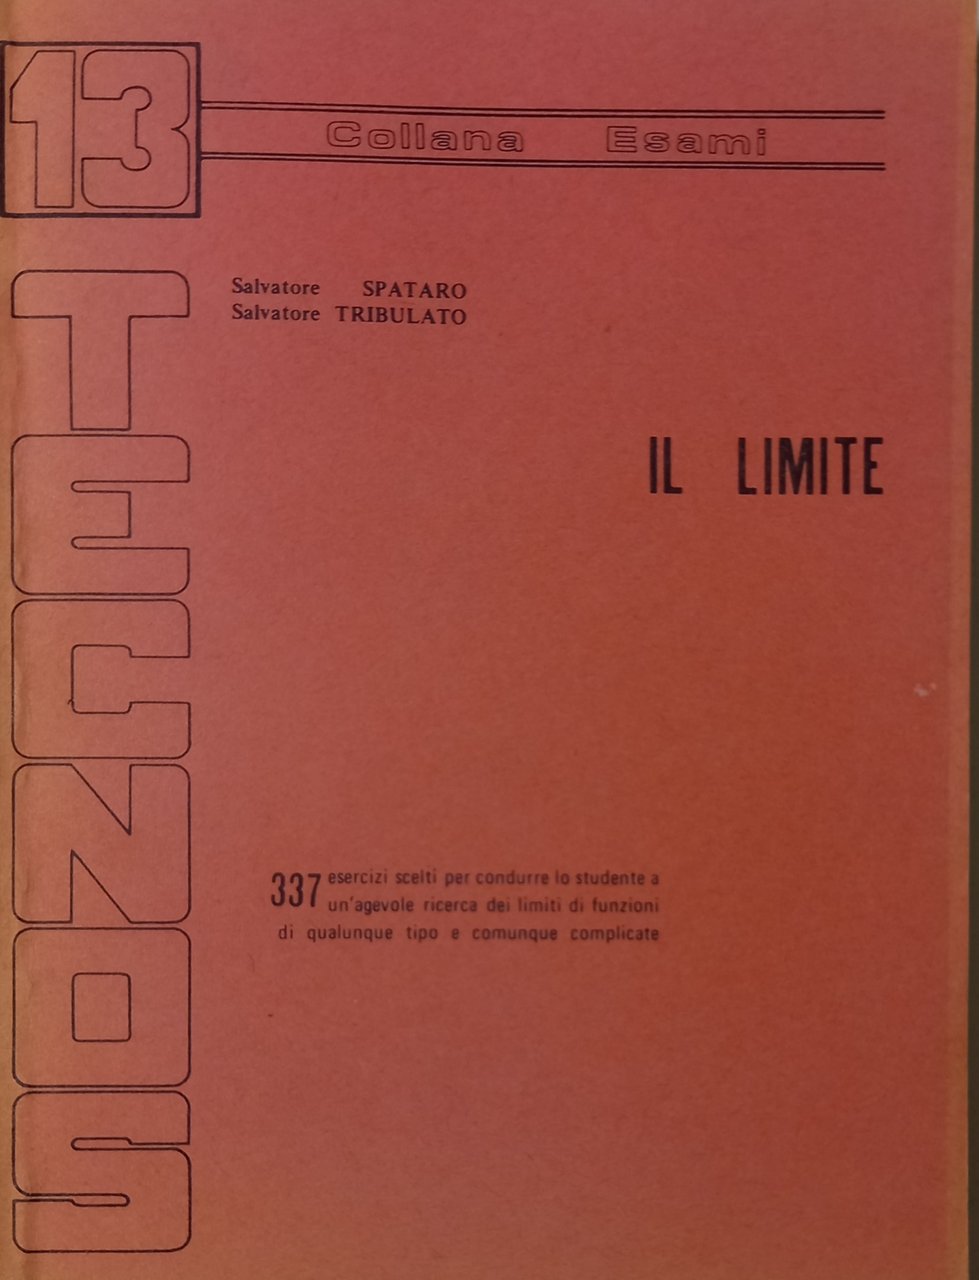 13
Collana Esami
TECNOS
Salvatore SPATARO
Salvatore TRIBULATO
IL LIMITE
337 esercizi scelti per condurre lo studente a
un'agevole ricerca dei limiti di funzioni
di qualunque tipo e comunque complicate